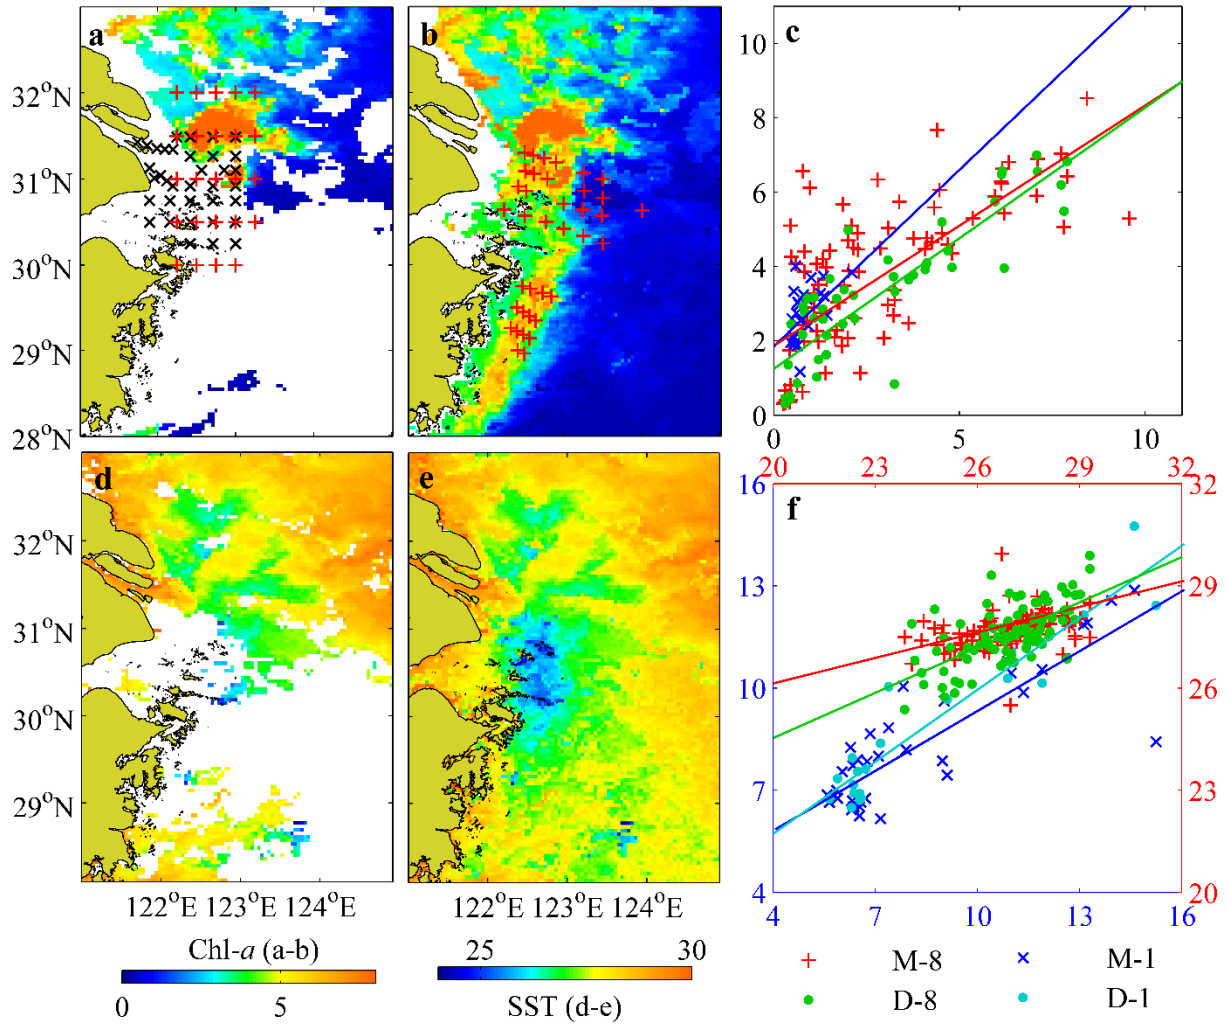 a
b
c
32°N
31°N
30°N
29°N
28°N
10
8
6
4
2
0
0
5
10
d
e
f
32°N
31°N
30°N
29°N
122°E
123°E
124°E
122°E
123°E
124°E
20
23
26
29
32
16
13
10
7
4
32
29
26
23
20
4
7
10
13
16
Chl-a (a-b)
0
5
25
30
SST (d-e)
M-8
M-1
D-8
D-1